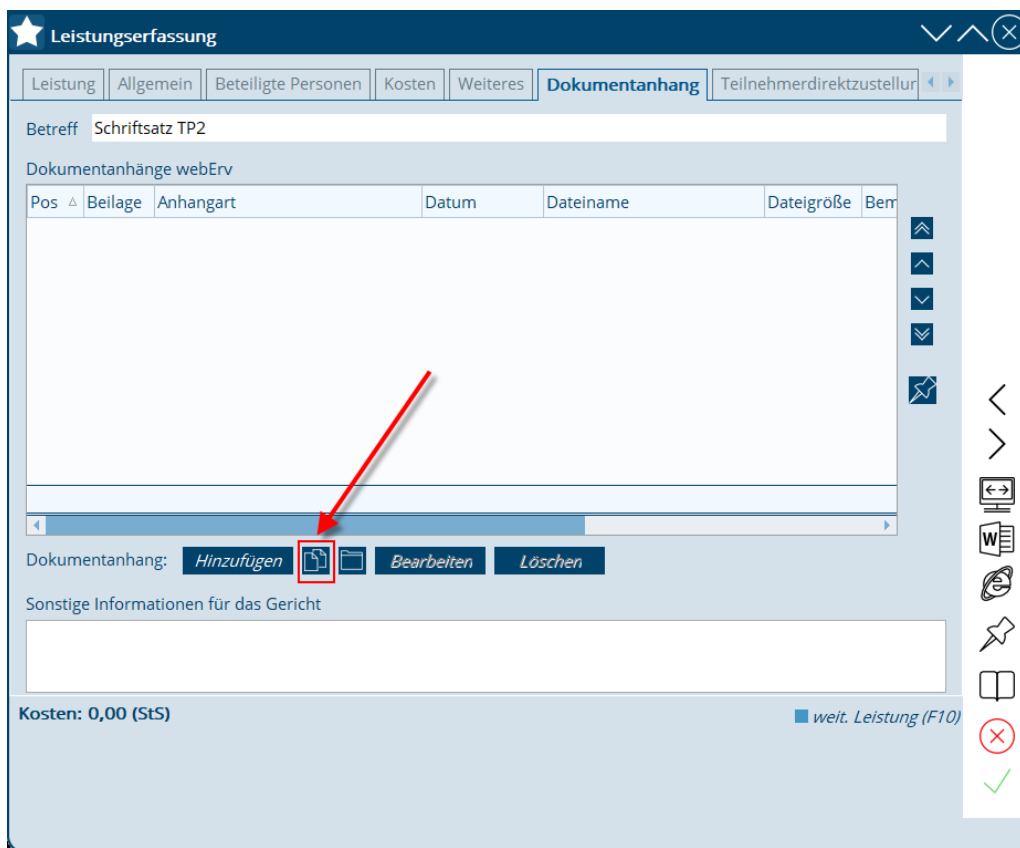 Leistungserfassung
Leistung Allgemein Beteiligte Personen Kosten Weiteres Dokumentanhang Teilnehmerdirektzustellur
Betreff Schriftsatz TP2
Dokumentanhänge webErv
Pos Beilage Anhangart Datum Dateiname Dateigröße Bem
Dokumentanhang: Hinzufügen Bearbeiten Löschen
Sonstige Informationen für das Gericht
Kosten: 0,00 (StS)
weit. Leistung (F10)